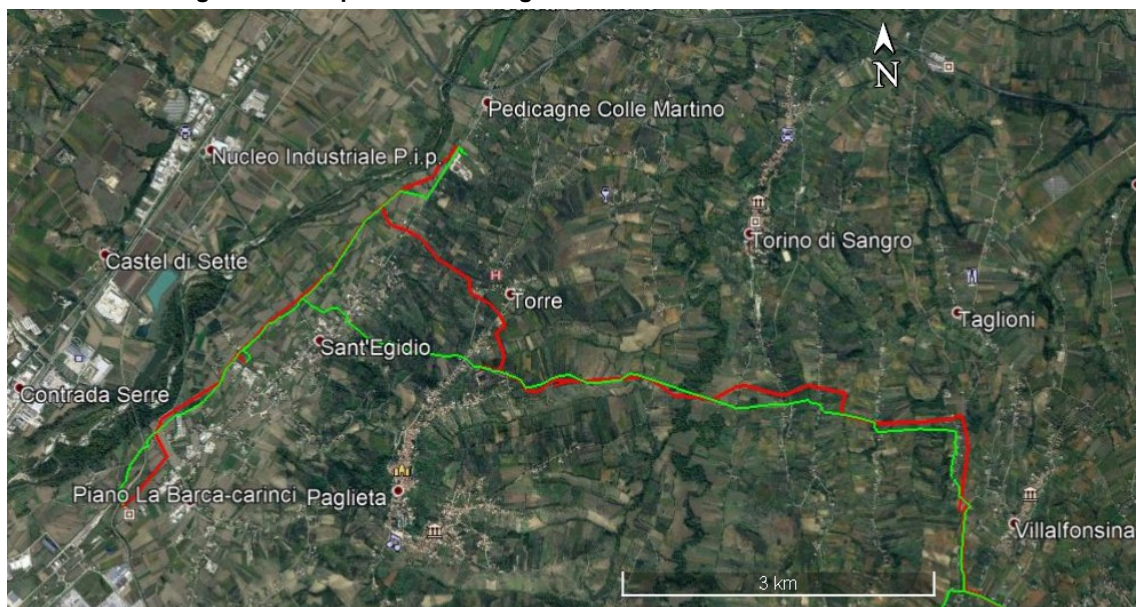 N
Pedicagne Colle Martino
Nucleo Industriale P.i.p.
Torino di Sangro
Castel di Sette
Torre
Taglioni
Sant'Egidio
Contrada Serre
Piano La Barca-carinci
Paglieta
Villalfonsina
3 km